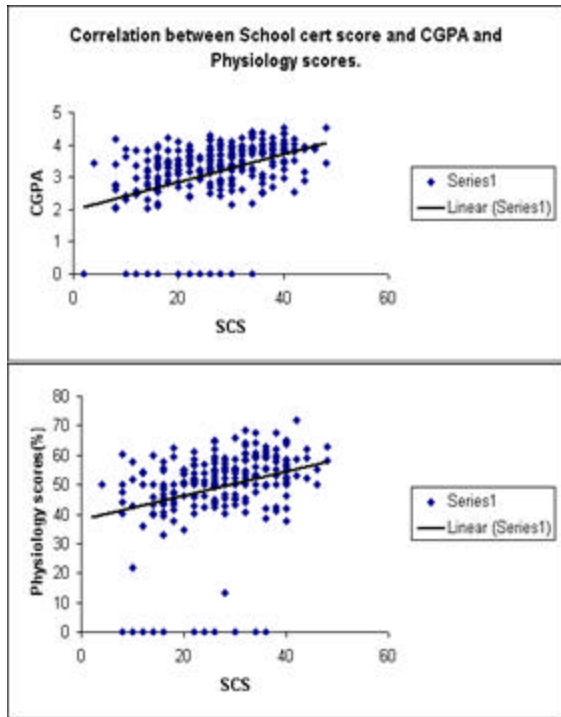 Correlation between School cert score and CGPA and
Physiology scores.
5
4
3
2
1
0
CGPA
0 20 40 60
SCS
Series1
Linear (Series1)
80
70
60
50
40
30
20
10
0
Physiology scores(%)
0 20 40 60
SCS
Series1
Linear (Series1)